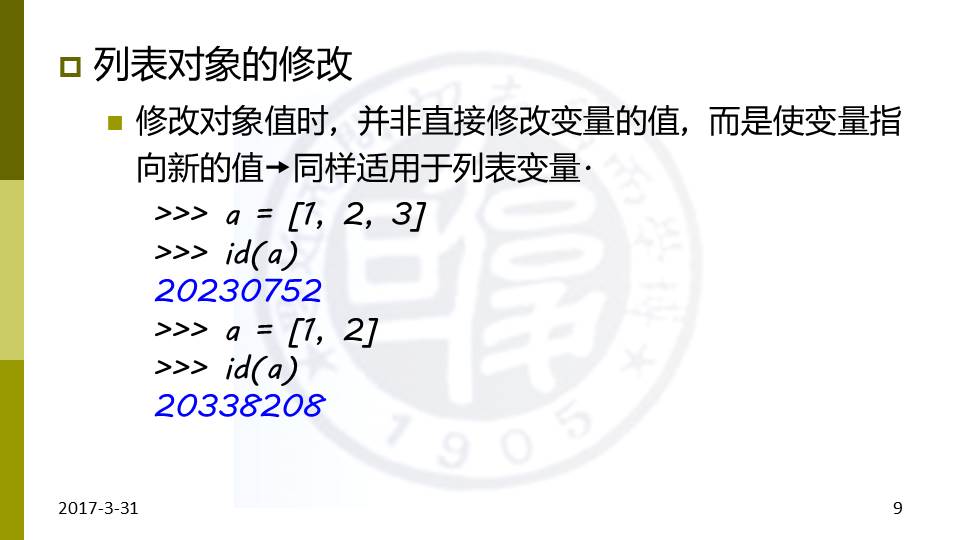 列表对象的修改
修改对象值时，并非直接修改变量的值，而是使变量指
向新的值→同样适用于列表变量·
>>> a = [1, 2, 3]
>>> id(a)
20230752
>>> a = [1, 2]
>>> id(a)
20338208
1905
2017-3-31
9